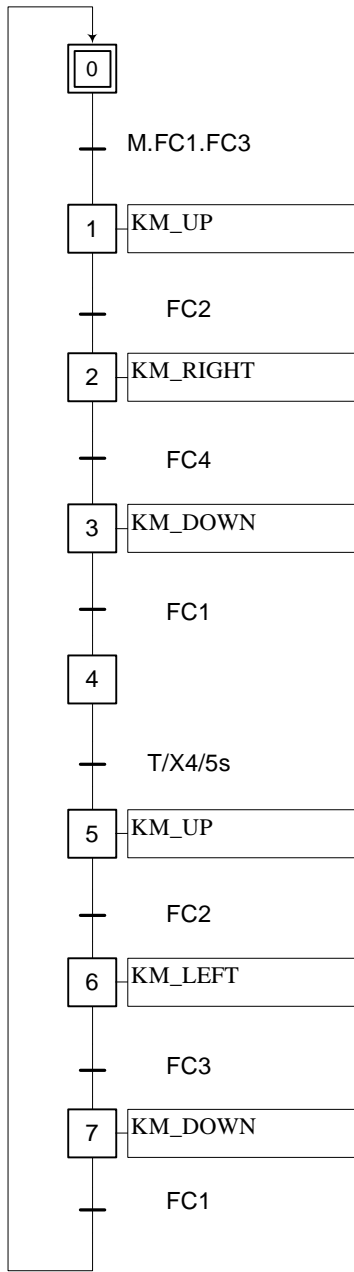 0
M.FC1.FC3
1 KM_UP
FC2
2 KM_RIGHT
FC4
3 KM_DOWN
FC1
4
T/X4/5s
5 KM_UP
FC2
6 KM_LEFT
FC3
7 KM_DOWN
FC1